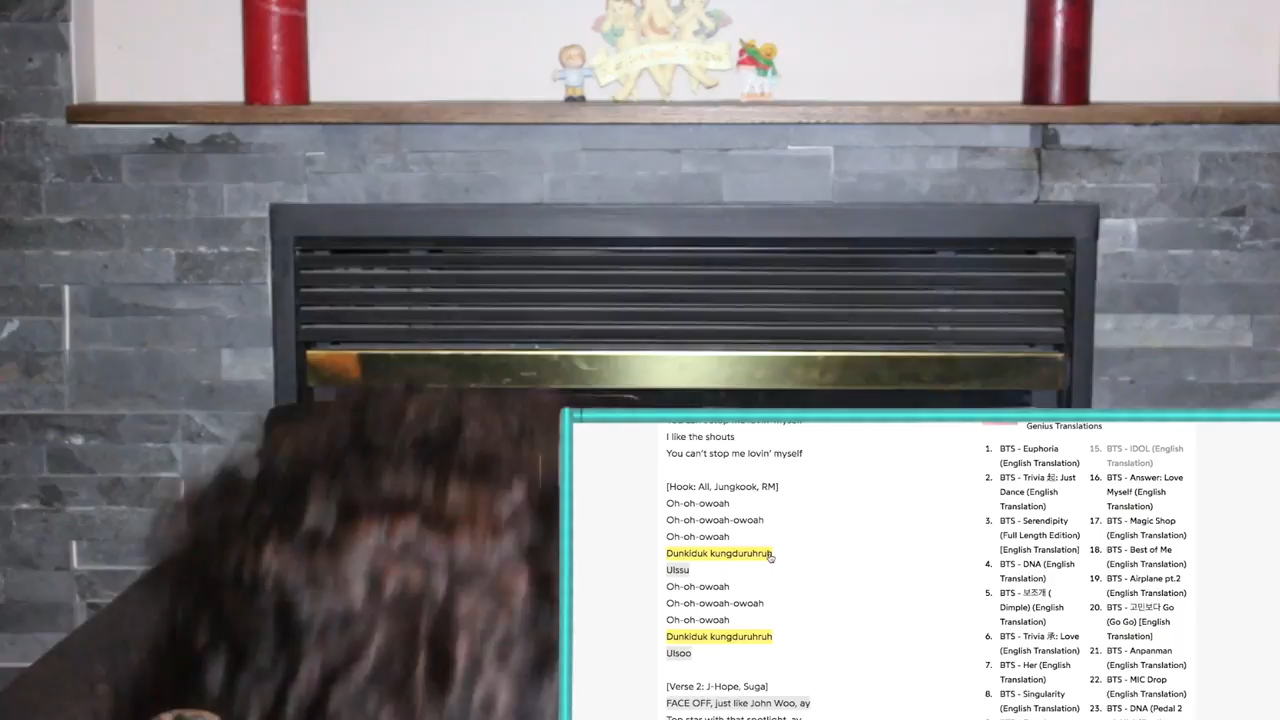 I like the shouts
You can't stop me lovin' myself
[Hook: All, Jungkook, RM]
Oh-oh-owoah
Oh-oh-owoah-owoah
Oh-oh-owoah
Dunkiduk kungduruhruh
Ulssu
Oh-oh-owoah
Oh-oh-owoah-owoah
Oh-oh-owoah
Dunkiduk kungduruhruh
Ulsoo
[Verse 2: J-Hope, Suga]
FACE OFF, just like John Woo, ay
Top star with that spotlight, ay
Genius Translations
1. BTS - Euphoria
(English Translation)
2. BTS - Trivia 起: Just
Dance (English
Translation)
3. BTS - Serendipity
(Full Length Edition)
[English Translation]
4. BTS - DNA (English
Translation)
5. BTS - 보조개 (
Dimple) (English
Translation)
6. BTS - Trivia 承: Love
(English Translation)
7. BTS - Her (English
Translation)
8. BTS - Singularity
(English Translation)
15. BTS - IDOL (English
Translation)
16. BTS - Answer: Love
Myself (English
Translation)
17. BTS - Magic Shop
(English Translation)
18. BTS - Best of Me
(English Translation)
19. BTS - Airplane pt.2
(English Translation)
20. BTS - 고민보다 Go
(Go Go) [English
Translation]
21. BTS - Anpanman
(English Translation)
22. BTS - MIC Drop
(English Translation)
23. BTS - DNA (Pedal 2